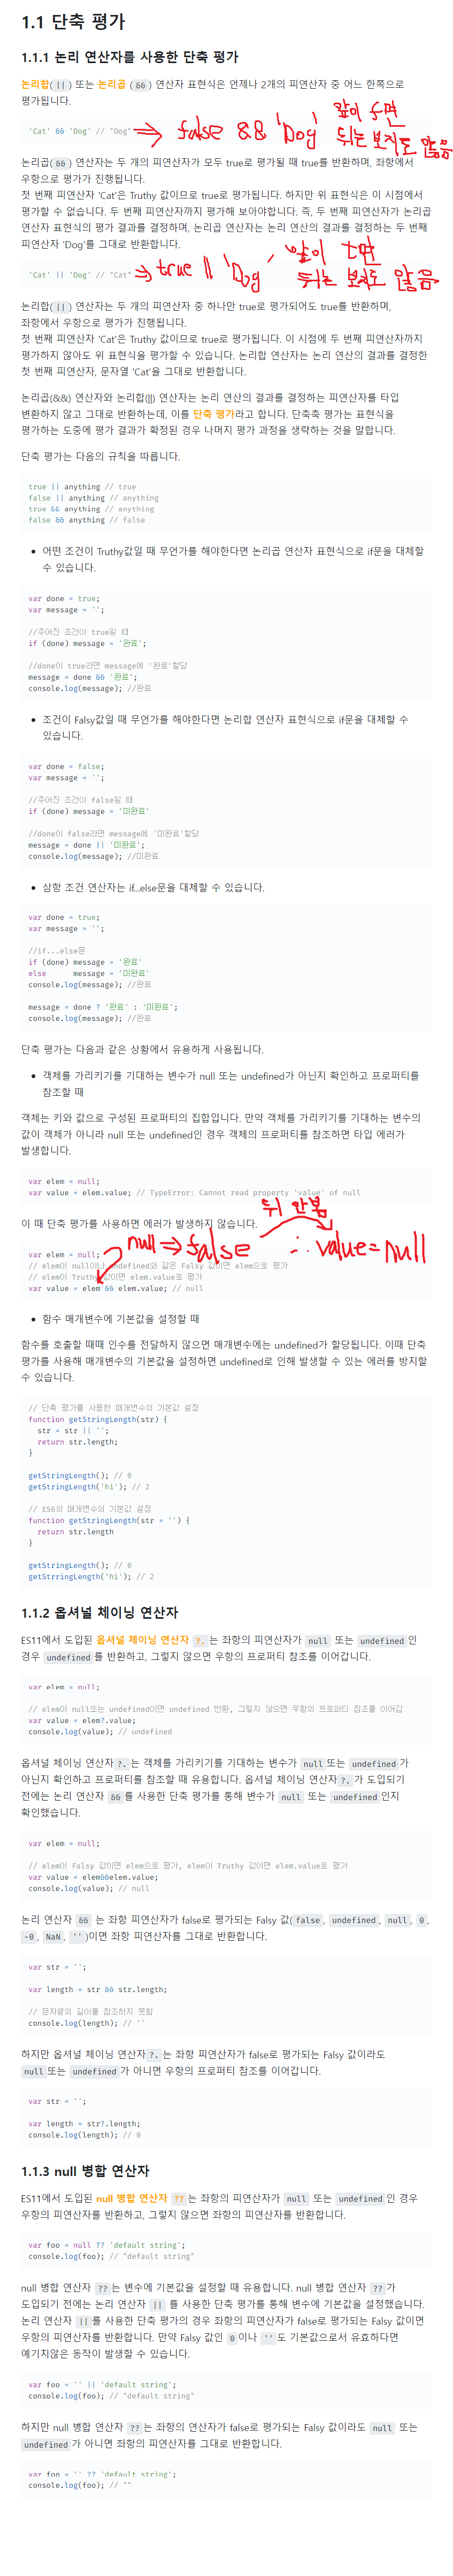 1.1 단축 평가
1.1.1 논리 연산자를 사용한 단축 평가
논리합( || ) 또는 논리곱 ( && ) 연산자 표현식은 언제나 2개의 피연산자 중 어느 한쪽으로
평가됩니다.
앞이 f면
'Cat' && 'Dog' // "Dog" ⇒ false && 'Dog' 뒤는 보지도 않음
논리곱( && ) 연산자는 두 개의 피연산자가 모두 true로 평가될 때 true를 반환하며, 좌항에서
우항으로 평가가 진행됩니다.
첫 번째 피연산자 'Cat'은 Truthy 값이므로 true로 평가됩니다. 하지만 위 표현식은 이 시점에서
평가할 수 없습니다. 두 번째 피연산자까지 평가해 보아야합니다. 즉, 두 번째 피연산자가 논리곱
연산자 표현식의 평가 결과를 결정하며, 논리곱 연산자는 논리 연산의 결과를 결정하는 두 번째
피연산자 'Dog'를 그대로 반환합니다.
앞이 t면
'Cat' || 'Dog' // "Cat" ⇒ true || 'Dog' 뒤는 보지도 않음
논리합( || ) 연산자는 두 개의 피연산자 중 하나만 true로 평가되어도 true를 반환하며,
좌항에서 우항으로 평가가 진행됩니다.
첫 번째 피연산자 'Cat'은 Truthy 값이므로 true로 평가됩니다. 이 시점에 두 번째 피연산자까지
평가하지 않아도 위 표현식을 평가할 수 있습니다. 논리합 연산자는 논리 연산의 결과를 결정한
첫 번째 피연산자, 문자열 'Cat'을 그대로 반환합니다.
논리곱(&&) 연산자와 논리합(||) 연산자는 논리 연산의 결과를 결정하는 피연산자를 타입
변환하지 않고 그대로 반환하는데, 이를 단축 평가라고 합니다. 단축축 평가는 표현식을
평가하는 도중에 평가 결과가 확정된 경우 나머지 평가 과정을 생략하는 것을 말합니다.
단축 평가는 다음의 규칙을 따릅니다.
true || anything // true
false || anything // anything
true && anything // anything
false && anything // false
• 어떤 조건이 Truthy값일 때 무언가를 해야한다면 논리곱 연산자 표현식으로 if문을 대체할
수 있습니다.
var done = true;
var message = '';
//주어진 조건이 true일 때
if (done) message = '완료';
//done이 true라면 message에 '완료'할당
message = done && '완료';
console.log(message); //완료
• 조건이 Falsy값일 때 무언가를 해야한다면 논리합 연산자 표현식으로 if문을 대체할 수
있습니다.
var done = false;
var message = '';
//주어진 조건이 false일 때
if (done) message = '미완료'
//done이 false라면 message에 '미완료'할당
message = done || '미완료';
console.log(message); //미완료
• 삼항 조건 연산자는 if...else문을 대체할 수 있습니다.
var done = true;
var message = '';
//if...else문
if (done) message = '완료'
else message = '미완료'
console.log(message); //완료
message = done ? '완료' : '미완료';
console.log(message); //완료
단축 평가는 다음과 같은 상황에서 유용하게 사용됩니다.
• 객체를 가리키기를 기대하는 변수가 null 또는 undefined가 아닌지 확인하고 프로퍼티를
참조할 때
객체는 키와 값으로 구성된 프로퍼티의 집합입니다. 만약 객체를 가리키기를 기대하는 변수의
값이 객체가 아니라 null 또는 undefined인 경우 객체의 프로퍼티를 참조하면 타입 에러가
발생합니다.
var elem = null;
var value = elem.value; // TypeError: Cannot read property 'value' of null
뒤 안봄
이 때 단축 평가를 사용하면 에러가 발생하지 않습니다.
null ⇒ false ∴ value = null
var elem = null;
// elem이 null이나 undefined와 같은 Falsy 값이면 elem으로 평가
// elem이 Truthy 값이면 elem.value로 평가
var value = elem && elem.value; // null
• 함수 매개변수에 기본값을 설정할 때
함수를 호출할 때때 인수를 전달하지 않으면 매개변수에는 undefined가 할당됩니다. 이때 단축
평가를 사용해 매개변수의 기본값을 설정하면 undefined로 인해 발생할 수 있는 에러를 방지할
수 있습니다.
// 단축 평가를 사용한 매개변수의 기본값 설정
function getStringLength(str) {
str = str || '';
return str.length;
}
getStringLength(); // 0
getStringLength('hi'); // 2
// ES6의 매개변수의 기본값 설정
function getStringLength(str = '') {
return str.length
}
getStringLength(); // 0
getStrringLength('hi'); // 2
1.1.2 옵셔널 체이닝 연산자
ES11에서 도입된 옵셔널 체이닝 연산자 ?. 는 좌항의 피연산자가 null 또는 undefined 인
경우 undefined 를 반환하고, 그렇지 않으면 우항의 프로퍼티 참조를 이어갑니다.
var elem = null;
// elem이 null또는 undefined이면 undefined 반환, 그렇지 않으면 우항의 프로퍼티 참조를 이어감
var value = elem?.value;
console.log(value); // undefined
옵셔널 체이닝 연산자 ?. 는 객체를 가리키기를 기대하는 변수가 null 또는 undefined 가
아닌지 확인하고 프로퍼티를 참조할 때 유용합니다. 옵셔널 체이닝 연산자 ?. 가 도입되기
전에는 논리 연산자 && 를 사용한 단축 평가를 통해 변수가 null 또는 undefined 인지
확인했습니다.
var elem = null;
// elem이 Falsy 값이면 elem으로 평가, elem이 Truthy 값이면 elem.value로 평가
var value = elem&&elem.value;
console.log(value); // null
논리 연산자 && 는 좌항 피연산자가 false로 평가되는 Falsy 값( false , undefined , null , 0 ,
-0 , NaN , '' )이면 좌항 피연산자를 그대로 반환합니다.
var str = '';
var length = str && str.length;
// 문자열의 길이를 참조하지 못함
console.log(length); // ''
하지만 옵셔널 체이닝 연산자 ?. 는 좌항 피연산자가 false로 평가되는 Falsy 값이라도
null 또는 undefined 가 아니면 우항의 프로퍼티 참조를 이어갑니다.
var str = '';
var length = str?.length;
console.log(length); // 0
1.1.3 null 병합 연산자
ES11에서 도입된 null 병합 연산자 ?? 는 좌항의 피연산자가 null 또는 undefined 인 경우
우항의 피연산자를 반환하고, 그렇지 않으면 좌항의 피연산자를 반환합니다.
var foo = null ?? 'default string';
console.log(foo); // "default string"
null 병합 연산자 ?? 는 변수에 기본값을 설정할 때 유용합니다. null 병합 연산자 ?? 가
도입되기 전에는 논리 연산자 || 를 사용한 단축 평가를 통해 변수에 기본값을 설정했습니다.
논리 연산자 || 를 사용한 단축 평가의 경우 좌항의 피연산자가 false로 평가되는 Falsy 값이면
우항의 피연산자를 반환합니다. 만약 Falsy 값인 0 이나 '' 도 기본값으로서 유효하다면
예기치않은 동작이 발생할 수 있습니다.
var foo = '' || 'default string';
console.log(foo); // "default string"
하지만 null 병합 연산자 ?? 는 좌항의 연산자가 false로 평가되는 Falsy 값이라도 null 또는
undefined 가 아니면 좌항의 피연산자를 그대로 반환합니다.
var foo = '' ?? 'default string';
console.log(foo); // ""